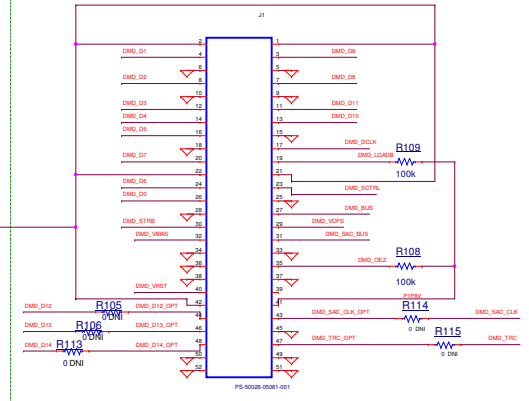 J1
2 1
DMD_D1 4 3 DMD_D9
6 5
DMD_D2 8 7 DMD_D8
10 9
DMD_D3 12 11 DMD_D11
DMD_D4 14 13 DMD_D10
DMD_D5 16 15
18 17 DMD_DCLK
DMD_D7 20 19 DMD_LOADB R109 100k
22 21
DMD_D6 24 23 DMD_SCTRL
DMD_D0 26 25
28 27 DMD_BUS
DMD_STRB 30 29 DMD_VOFS
DMD_VBIAS 32 31 DMD_SAC_BUS
34 33
36 35 DMD_OEZ R108 100k
38 37
DMD_VRST 40 39
42 41 P1P8V
DMD_D12 R105 0 DNI DMD_D12_OPT 44 43 DMD_SAC_CLK_OPT R114 0 DNI DMD_SAC_CLK
DMD_D13 R106 0 DNI DMD_D13_OPT 46 45
DMD_D14 R113 0 DNI DMD_D14_OPT 48 47 DMD_TRC_OPT R115 0 DNI DMD_TRC
50 49
52 51
PS-50028-05081-001